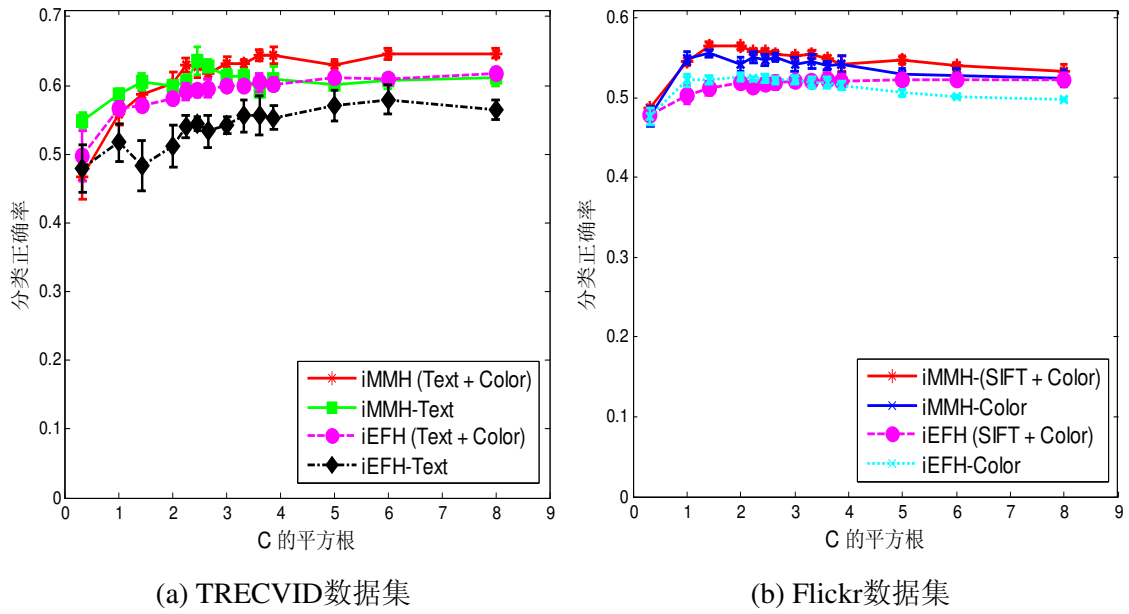 0.7
0.6
0.5
0.4
0.3
0.2
0.1
0
分类正确率
iMMH (Text + Color)
iMMH-Text
iEFH (Text + Color)
iEFH-Text
0 1 2 3 4 5 6 7 8 9
C 的平方根
(a) TRECVID数据集
0.6
0.5
0.4
0.3
0.2
0.1
0
分类正确率
iMMH-(SIFT + Color)
iMMH-Color
iEFH (SIFT + Color)
iEFH-Color
0 1 2 3 4 5 6 7 8 9
C 的平方根
(b) Flickr数据集